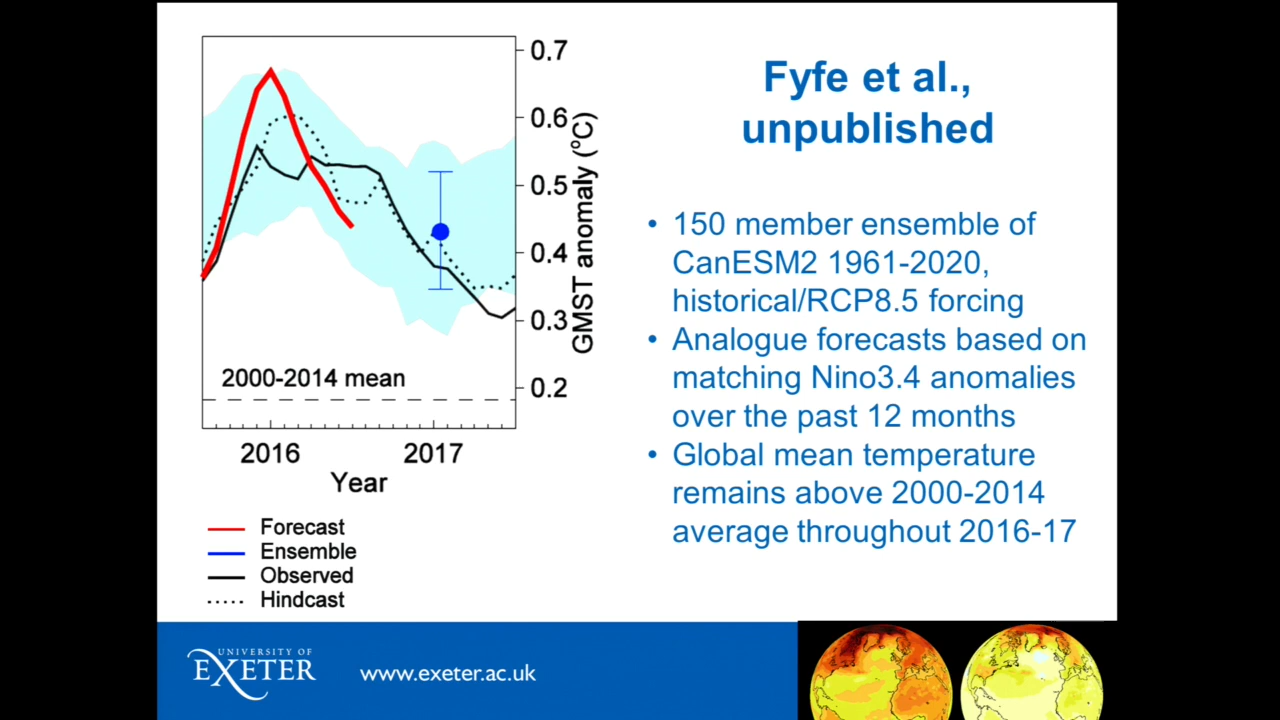 Fyfe et al.,
unpublished
0.7
0.6
0.5
0.4
0.3
0.2
GMST anomaly (ºC)
2000-2014 mean
2016
2017
Year
Forecast
Ensemble
Observed
Hindcast
• 150 member ensemble of
CanESM2 1961-2020,
historical/RCP8.5 forcing
• Analogue forecasts based on
matching Nino3.4 anomalies
over the past 12 months
• Global mean temperature
remains above 2000-2014
average throughout 2016-17
UNIVERSITY OF
EXETER
www.exeter.ac.uk